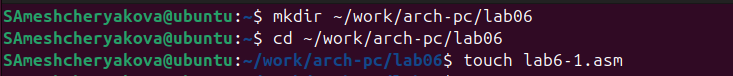 SAmeshcheryakova@ubuntu:~$ mkdir ~/work/arch-pc/lab06
SAmeshcheryakova@ubuntu:~$ cd ~/work/arch-pc/lab06
SAmeshcheryakova@ubuntu:~/work/arch-pc/lab06$ touch lab6-1.asm